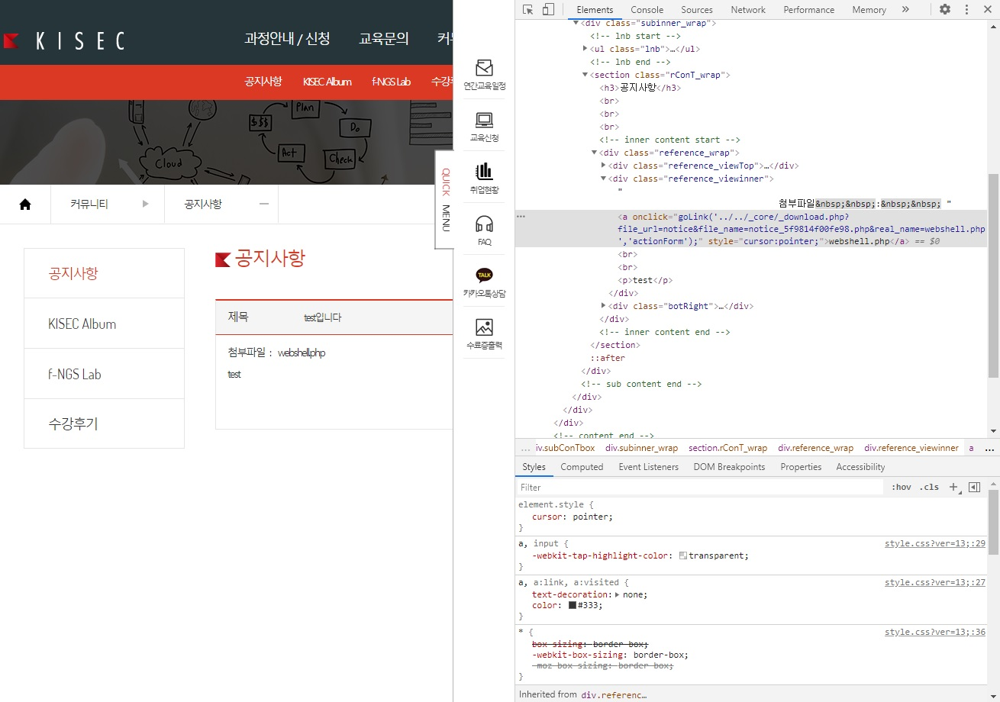 KISEC
과정안내 / 신청 교육문의 커
공지사항 KISEC Album f-NGS Lab 수강후
Plan
$$$
Do
Act
Check
Cloud
커뮤니티
공지사항
공지사항
KISEC Album
f-NGS Lab
수강후기
공지사항
제목 test입니다
첨부파일 : webshell.php
test
연간교육일정
교육신청
취업현황
FAQ
TALK
카카오톡상담
수료증출력
QUICK MENU
Elements Console Sources Network Performance Memory »
▼<div class="subinner_wrap">
<!-- lnb start -->
▶<ul class="lnb">…</ul>
<!-- lnb end -->
▼<section class="rConT_wrap">
<h3>공지사항</h3>
<br>
<br>
<br>
<!-- inner content start -->
▼<div class="reference_wrap">
▶<div class="reference_viewTop">…</div>
▼<div class="reference_viewinner">
"
첨부파일&nbsp;&nbsp;:&nbsp;&nbsp; "
<a onclick="goLink('../../_core/_download.php?
file_url=notice&file_name=notice_5f9814f00fe98.php&real_name=webshell.php
','actionForm');" style="cursor:pointer;">webshell.php</a> == $0
<br>
<br>
<p>test</p>
</div>
▶<div class="botRight">…</div>
</div>
<!-- inner content end -->
</section>
::after
</div>
<!-- sub content end -->
</div>
</div>
</div>
<!-- content end -->
… iv.subConTbox div.subinner_wrap section.rConT_wrap div.reference_wrap div.reference_viewinner a …
Styles Computed Event Listeners DOM Breakpoints Properties Accessibility
Filter :hov .cls +
element.style {
cursor: pointer;
}
a, input { style.css?ver=13;:29
-webkit-tap-highlight-color: transparent;
}
a, a:link, a:visited { style.css?ver=13;:27
text-decoration:▶ none;
color: #333;
}
* { style.css?ver=13;:36
box-sizing: border-box;
-webkit-box-sizing: border-box;
-moz-box-sizing: border-box;
}
Inherited from div.referenc…